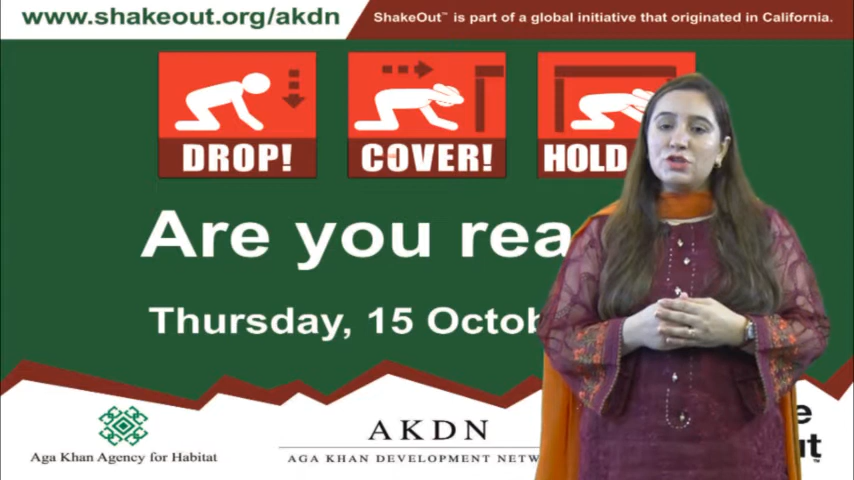 www.shakeout.org/akdn
ShakeOut™ is part of a global initiative that originated in California.
DROP!
COVER!
HOLD
Are you rea
Thursday, 15 Octob
Aga Khan Agency for Habitat
AKDN
AGA KHAN DEVELOPMENT NETW